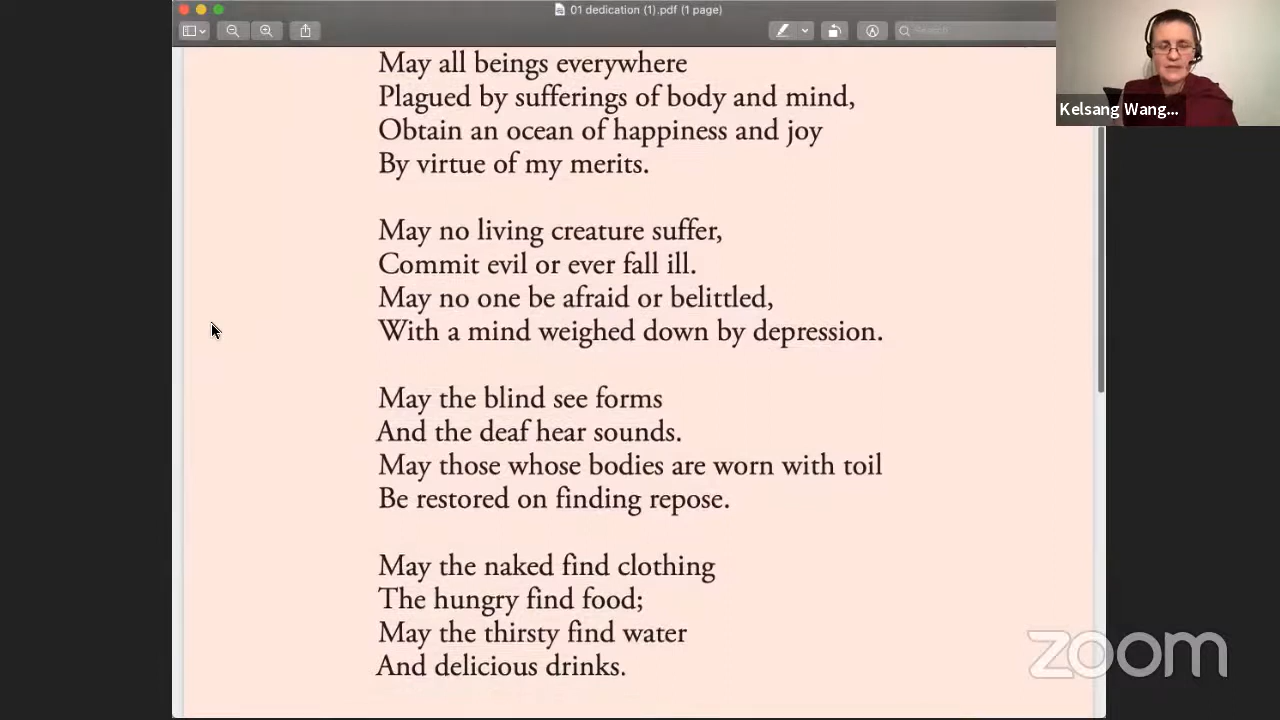 01 dedication (1).pdf (1 page)
Search
Kelsang Wang...
May all beings everywhere
Plagued by sufferings of body and mind,
Obtain an ocean of happiness and joy
By virtue of my merits.
May no living creature suffer,
Commit evil or ever fall ill.
May no one be afraid or belittled,
With a mind weighed down by depression.
May the blind see forms
And the deaf hear sounds.
May those whose bodies are worn with toil
Be restored on finding repose.
May the naked find clothing
The hungry find food;
May the thirsty find water
And delicious drinks.
zoom